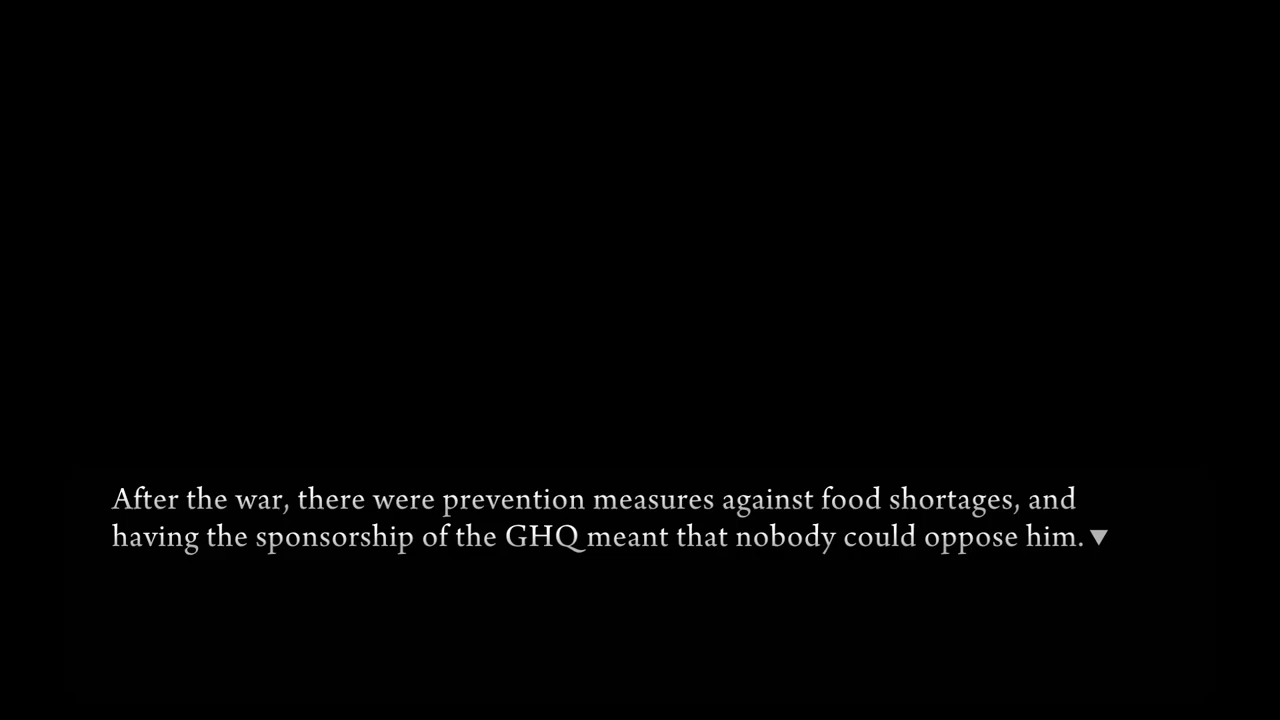 After the war, there were prevention measures against food shortages, and
having the sponsorship of the GHQ meant that nobody could oppose him.